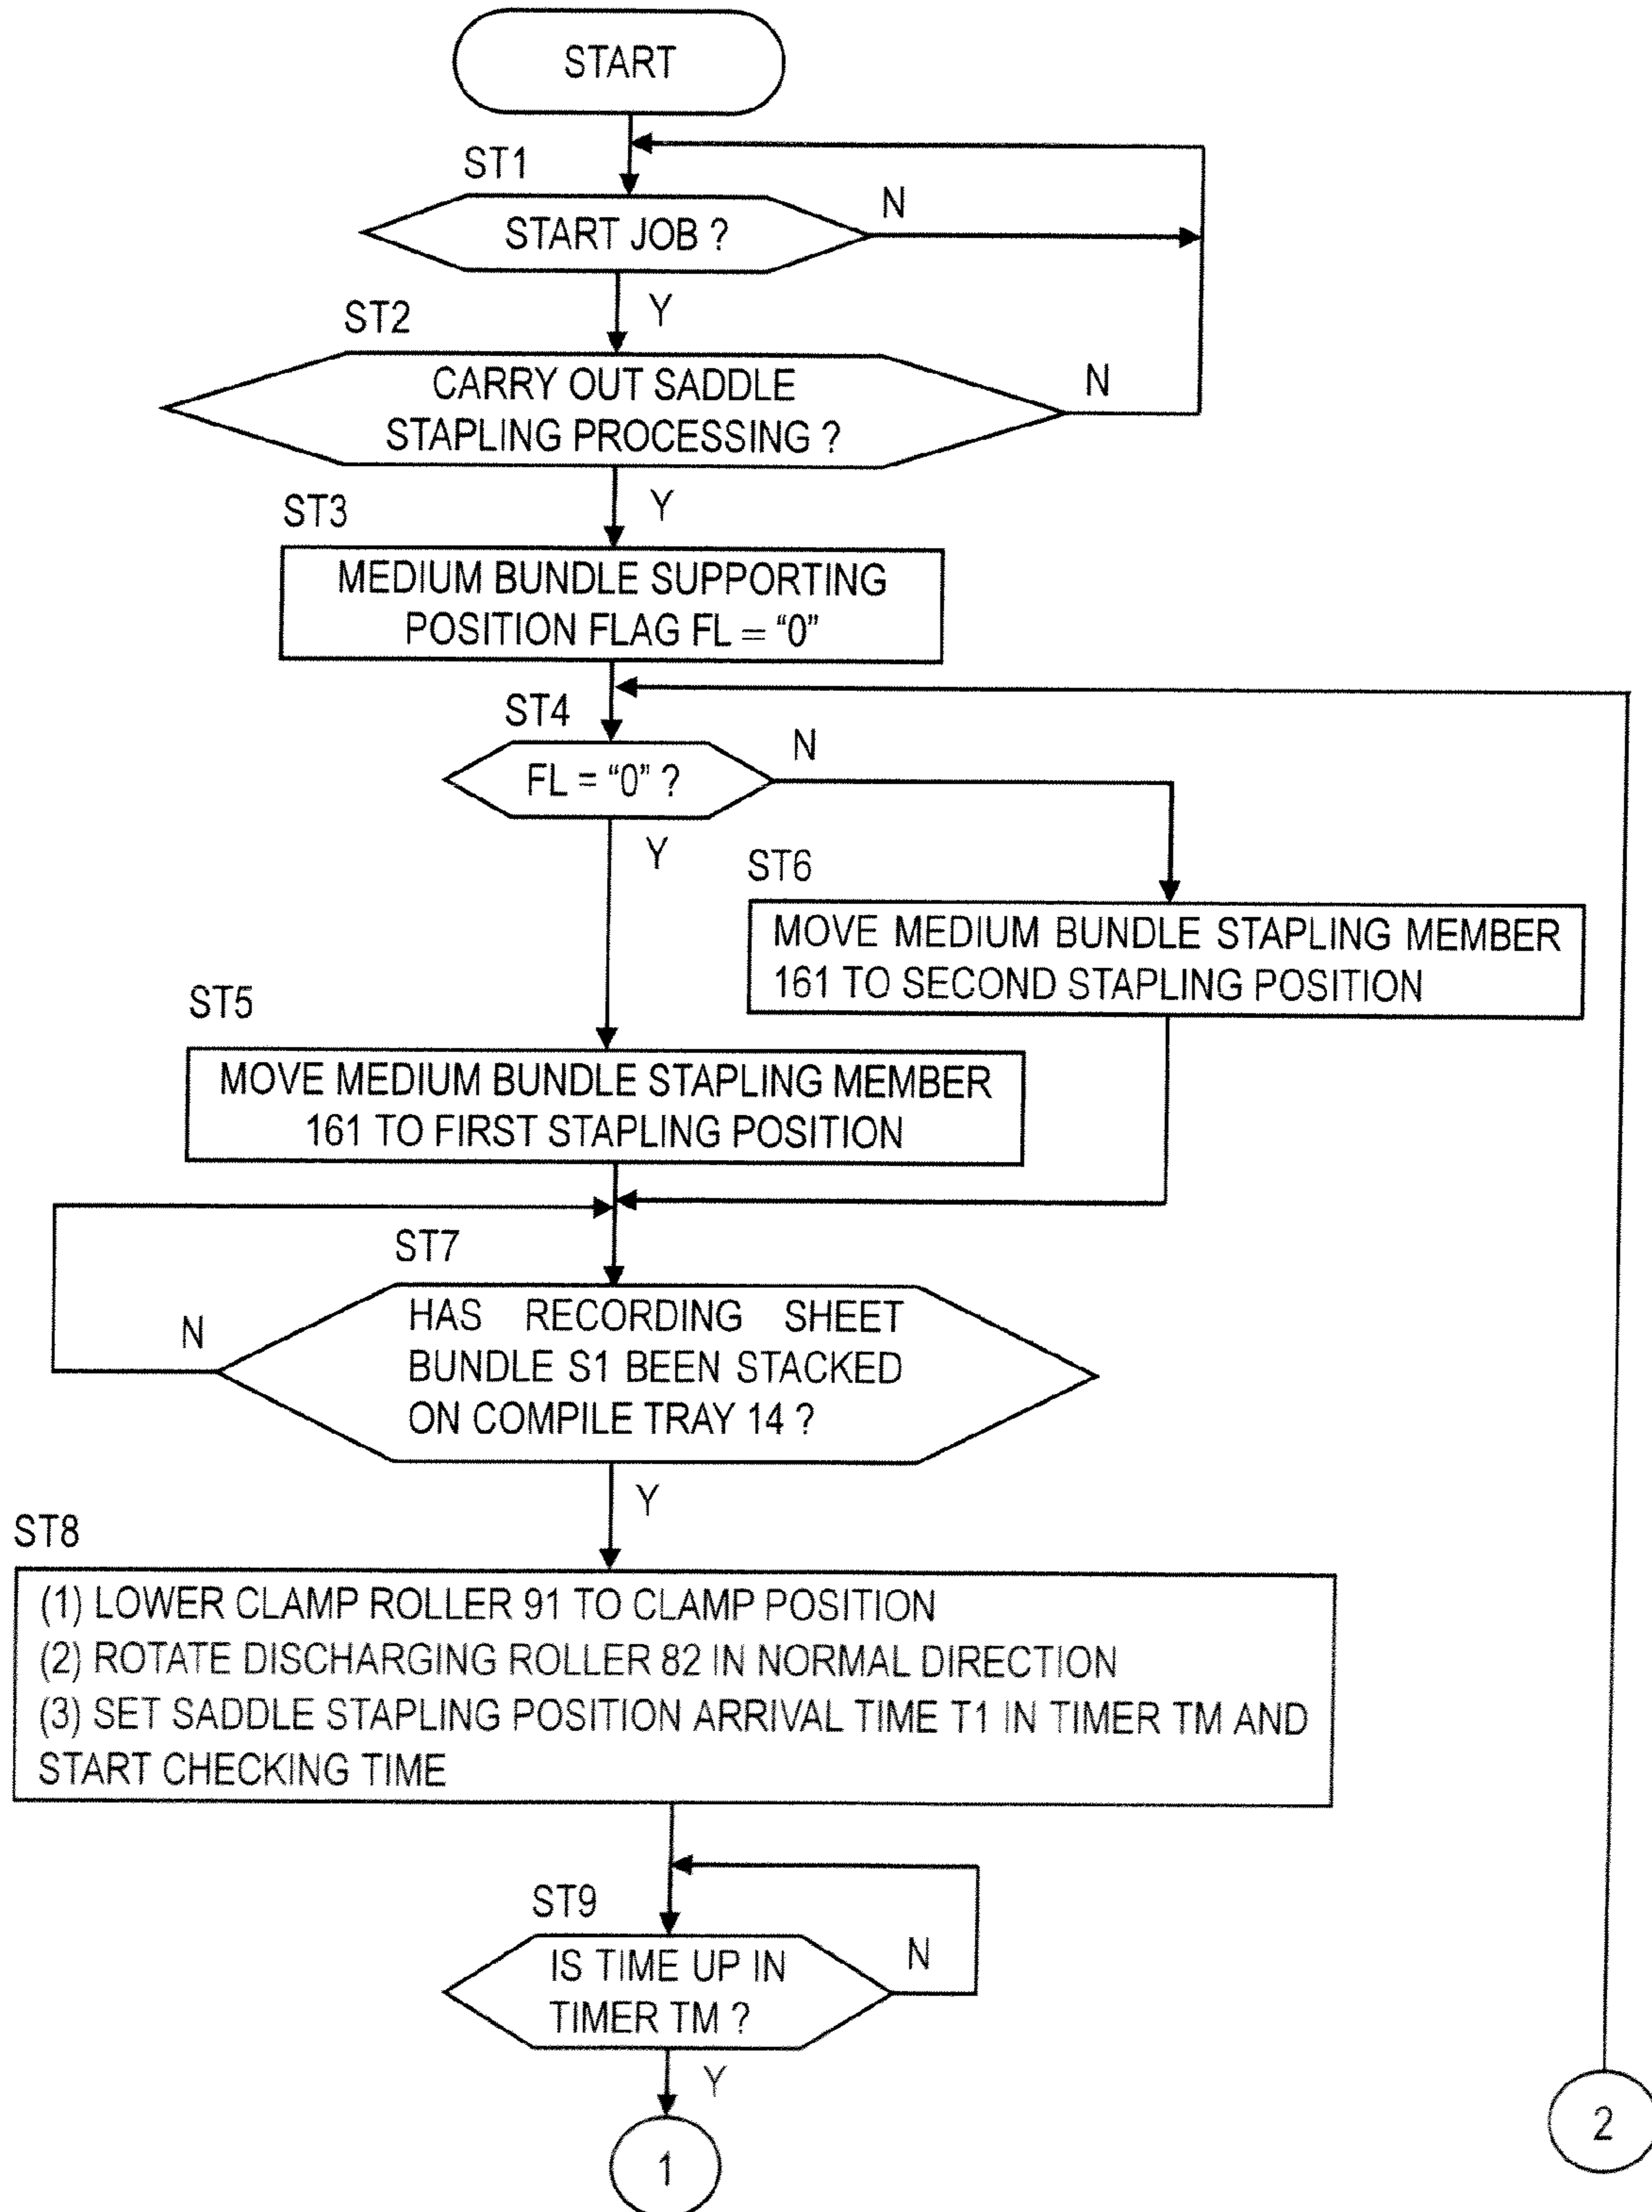 START
ST1
START JOB ?
N
Y
ST2
CARRY OUT SADDLE
STAPLING PROCESSING ?
N
Y
ST3
MEDIUM BUNDLE SUPPORTING
POSITION FLAG FL = “0”
ST4
FL = “0” ?
N
Y
ST6
MOVE MEDIUM BUNDLE STAPLING MEMBER
161 TO SECOND STAPLING POSITION
ST5
MOVE MEDIUM BUNDLE STAPLING MEMBER
161 TO FIRST STAPLING POSITION
ST7
HAS RECORDING SHEET
BUNDLE S1 BEEN STACKED
ON COMPILE TRAY 14 ?
N
Y
ST8
(1) LOWER CLAMP ROLLER 91 TO CLAMP POSITION
(2) ROTATE DISCHARGING ROLLER 82 IN NORMAL DIRECTION
(3) SET SADDLE STAPLING POSITION ARRIVAL TIME T1 IN TIMER TM AND
START CHECKING TIME
ST9
IS TIME UP IN
TIMER TM ?
N
Y
1
2